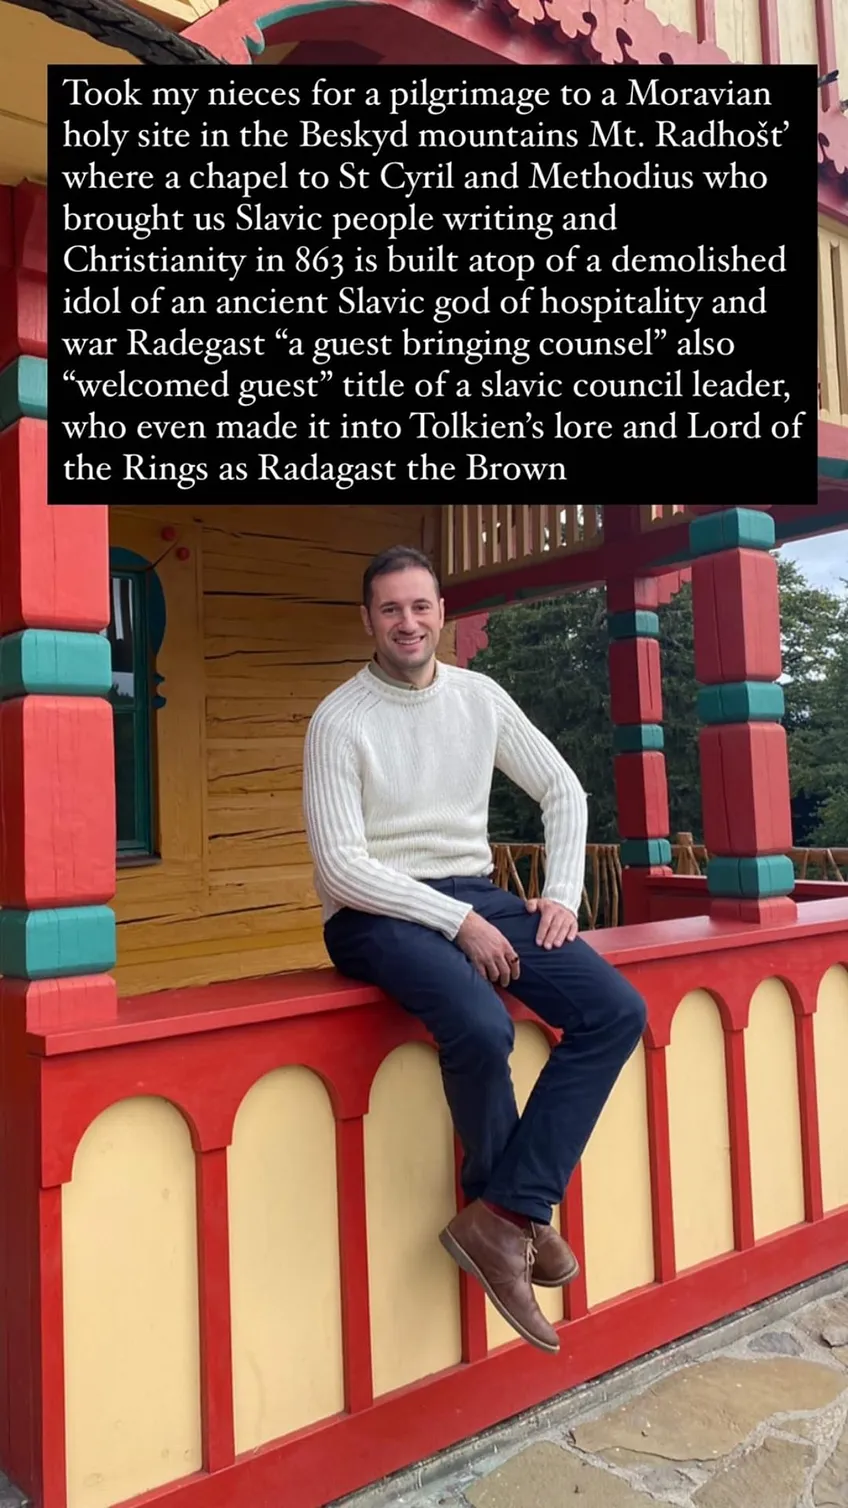 Took my nieces for a pilgrimage to a Moravian
holy site in the Beskyd mountains Mt. Radhošť
where a chapel to St Cyril and Methodius who
brought us Slavic people writing and
Christianity in 863 is built atop of a demolished
idol of an ancient Slavic god of hospitality and
war Radegast “a guest bringing counsel” also
“welcomed guest” title of a slavic council leader,
who even made it into Tolkien’s lore and Lord of
the Rings as Radagast the Brown